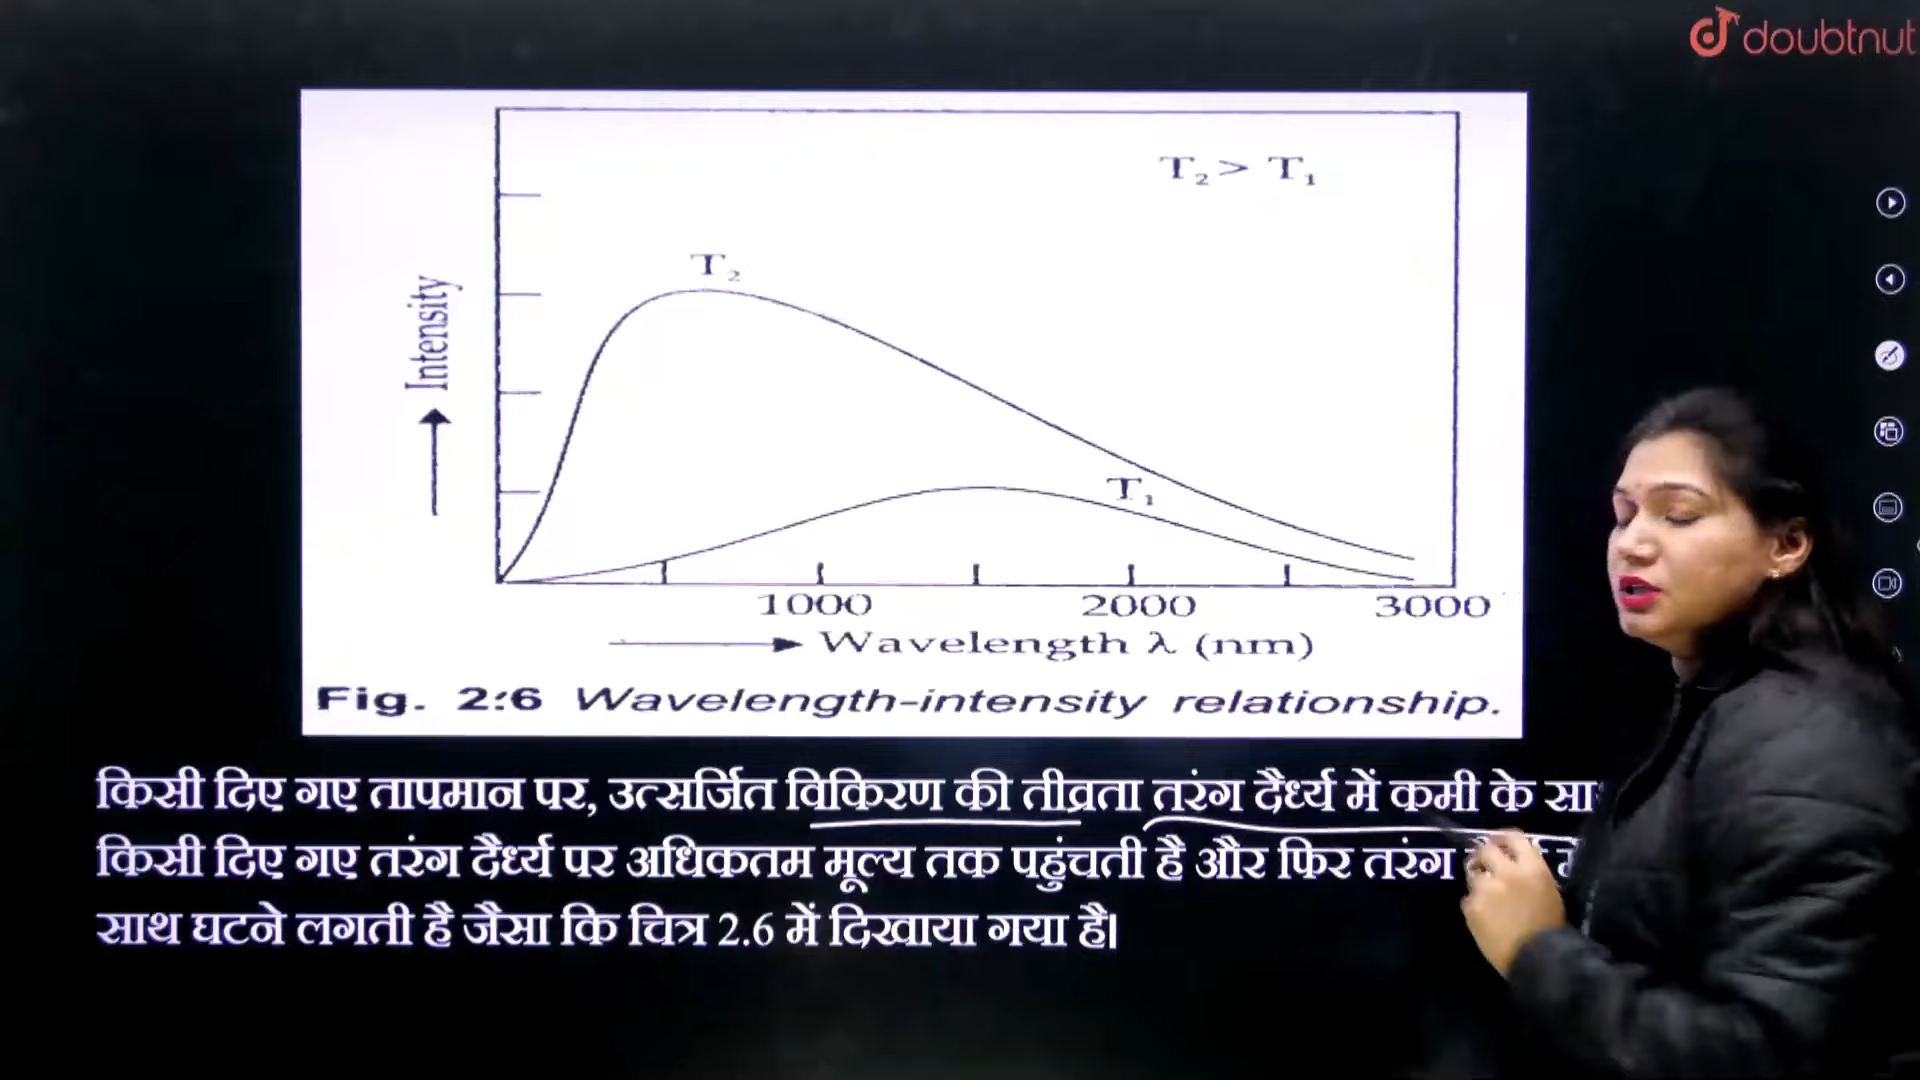 doubtnut
T₂ > T₁
T₂
Intensity
T₁
1000 2000 3000
Wavelength λ (nm)
Fig. 2:6 Wavelength-intensity relationship.
किसी दिए गए तापमान पर, उत्सर्जित विकिरण की तीव्रता तरंग दैर्ध्य में कमी के
किसी दिए गए तरंग दैर्ध्य पर अधिकतम मूल्य तक पहुंचती है और फिर तरंग
साथ घटने लगती है जैसा कि चित्र 2.6 में दिखाया गया है।